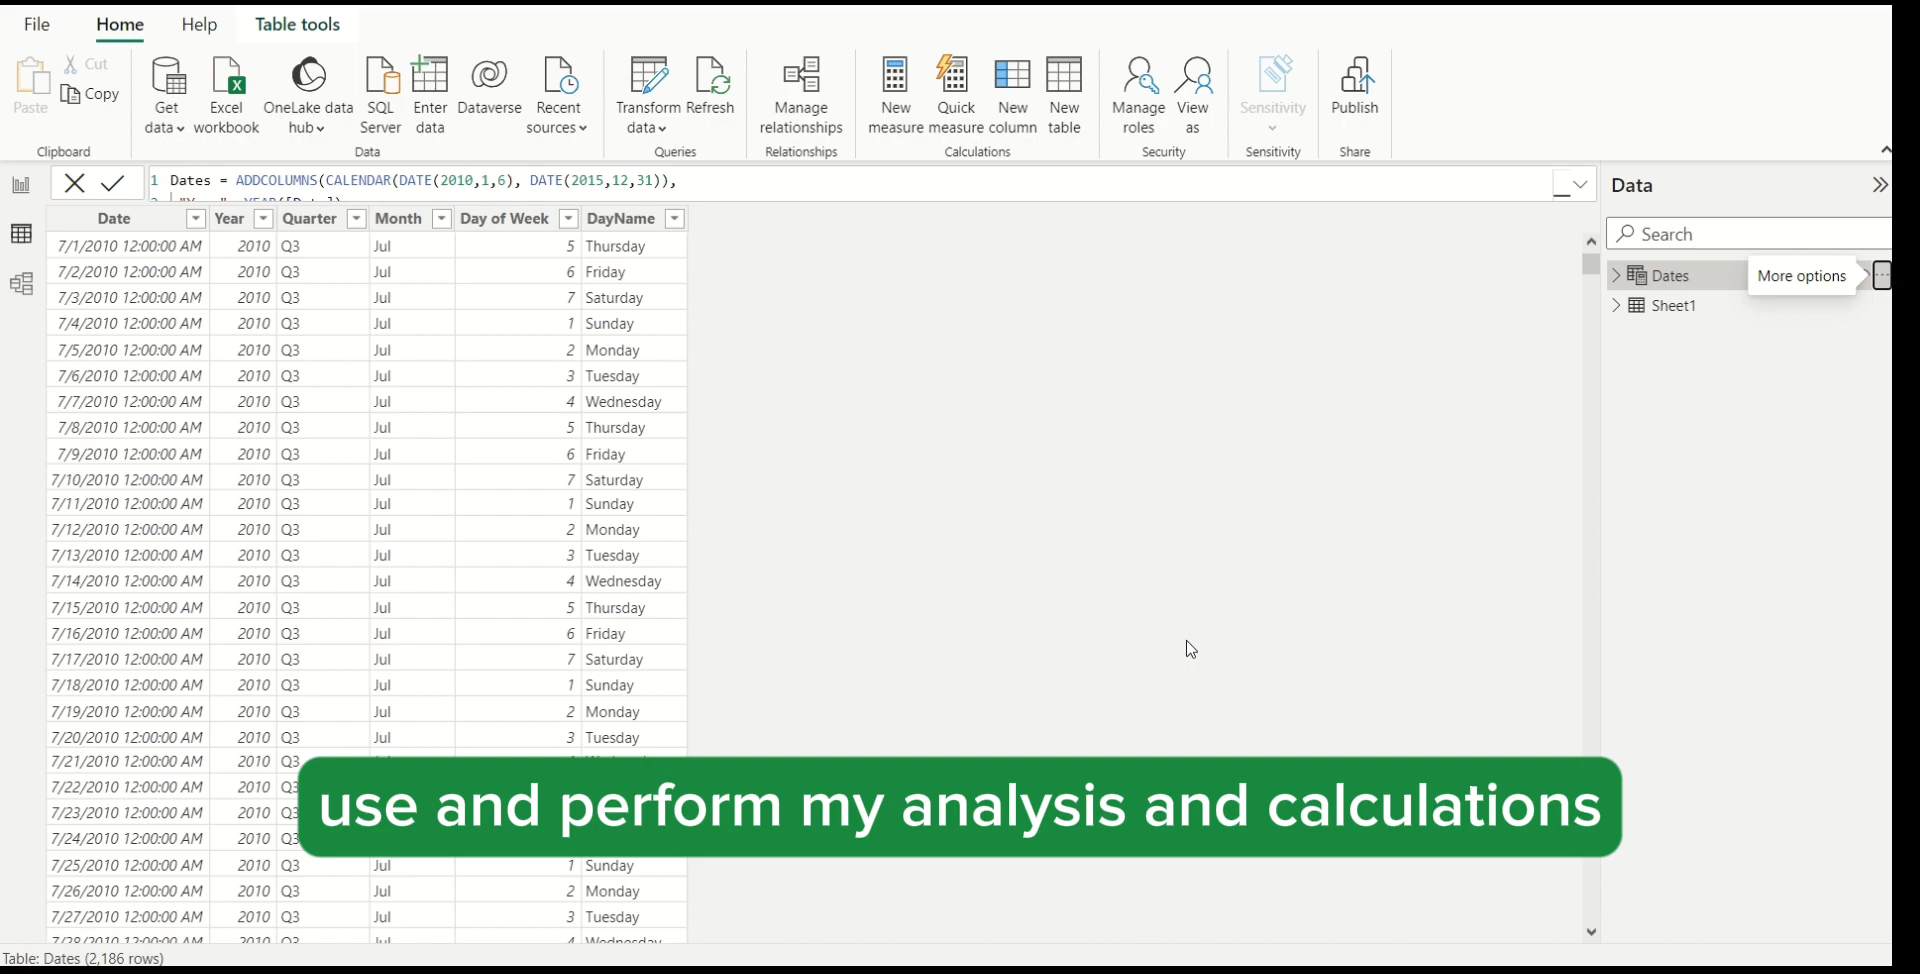 File Home Help Table tools
Paste Cut Copy Get data Excel workbook OneLake data hub SQL Server Enter data Dataverse Recent sources Transform data Refresh Manage relationships New measure Quick measure New column New table Manage roles View as Sensitivity Publish
Clipboard Data Queries Relationships Calculations Security Sensitivity Share
1 Dates = ADDCOLUMNS(CALENDAR(DATE(2010,1,6), DATE(2015,12,31)),
Data
Search
Dates More options
Sheet1
Date Year Quarter Month Day of Week DayName
7/1/2010 12:00:00 AM 2010 Q3 Jul 5 Thursday
7/2/2010 12:00:00 AM 2010 Q3 Jul 6 Friday
7/3/2010 12:00:00 AM 2010 Q3 Jul 7 Saturday
7/4/2010 12:00:00 AM 2010 Q3 Jul 1 Sunday
7/5/2010 12:00:00 AM 2010 Q3 Jul 2 Monday
7/6/2010 12:00:00 AM 2010 Q3 Jul 3 Tuesday
7/7/2010 12:00:00 AM 2010 Q3 Jul 4 Wednesday
7/8/2010 12:00:00 AM 2010 Q3 Jul 5 Thursday
7/9/2010 12:00:00 AM 2010 Q3 Jul 6 Friday
7/10/2010 12:00:00 AM 2010 Q3 Jul 7 Saturday
7/11/2010 12:00:00 AM 2010 Q3 Jul 1 Sunday
7/12/2010 12:00:00 AM 2010 Q3 Jul 2 Monday
7/13/2010 12:00:00 AM 2010 Q3 Jul 3 Tuesday
7/14/2010 12:00:00 AM 2010 Q3 Jul 4 Wednesday
7/15/2010 12:00:00 AM 2010 Q3 Jul 5 Thursday
7/16/2010 12:00:00 AM 2010 Q3 Jul 6 Friday
7/17/2010 12:00:00 AM 2010 Q3 Jul 7 Saturday
7/18/2010 12:00:00 AM 2010 Q3 Jul 1 Sunday
7/19/2010 12:00:00 AM 2010 Q3 Jul 2 Monday
7/20/2010 12:00:00 AM 2010 Q3 Jul 3 Tuesday
7/21/2010 12:00:00 AM 2010 Q3
7/22/2010 12:00:00 AM 2010 Q3
7/23/2010 12:00:00 AM 2010 Q3
7/24/2010 12:00:00 AM 2010 Q3
use and perform my analysis and calculations
7/25/2010 12:00:00 AM 2010 Q3 Jul 1 Sunday
7/26/2010 12:00:00 AM 2010 Q3 Jul 2 Monday
7/27/2010 12:00:00 AM 2010 Q3 Jul 3 Tuesday
7/28/2010 12:00:00 AM 2010 Q3 Jul 4 Wednesday
Table: Dates (2,186 rows)